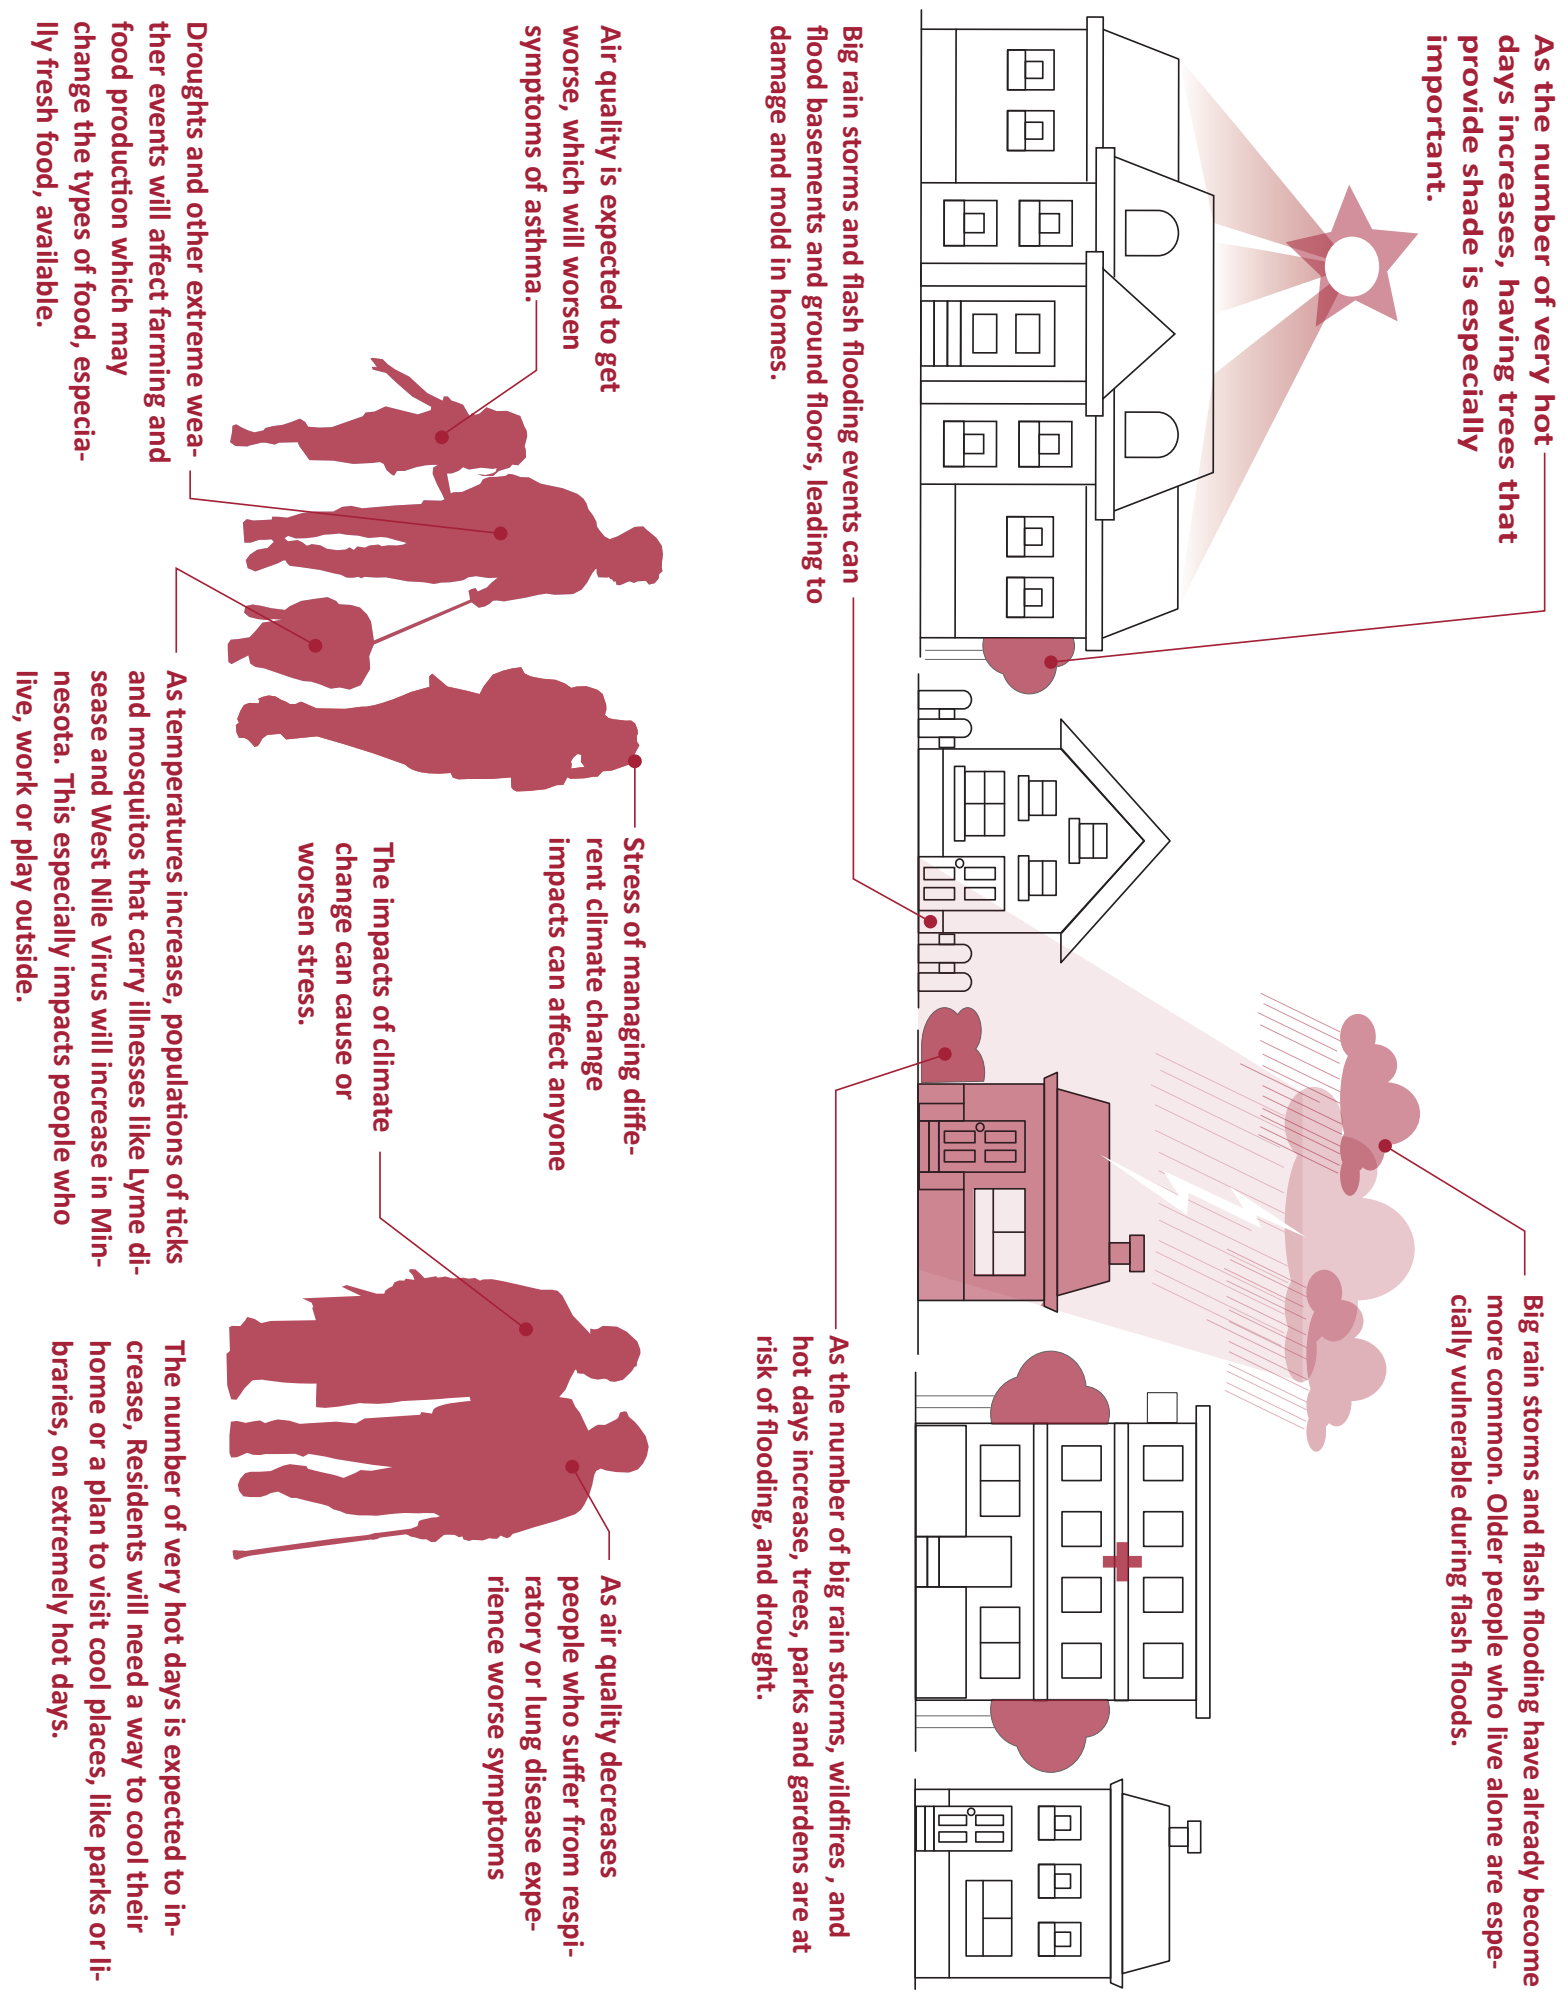 As the number of very hot
days increases, having trees that
provide shade is especially
important.
Big rain storms and flash flooding have already become
more common. Older people who live alone are espe-
cially vulnerable during flash floods.
Big rain storms and flash flooding events can
flood basements and ground floors, leading to
damage and mold in homes.
As the number of big rain storms, wildfires , and
hot days increase, trees, parks and gardens are at
risk of flooding, and drought.
Air quality is expected to get
worse, which will worsen
symptoms of asthma.
Stress of managing diffe-
rent climate change
impacts can affect anyone
As air quality decreases
people who suffer from respi-
ratory or lung disease expe-
rience worse symptoms
The impacts of climate
change can cause or
worsen stress.
Droughts and other extreme wea-
ther events will affect farming and
food production which may
change the types of food, especia-
lly fresh food, available.
As temperatures increase, populations of ticks
and mosquitos that carry illnesses like Lyme di-
sease and West Nile Virus will increase in Min-
nesota. This especially impacts people who
live, work or play outside.
The number of very hot days is expected to in-
crease, Residents will need a way to cool their
home or a plan to visit cool places, like parks or li-
braries, on extremely hot days.